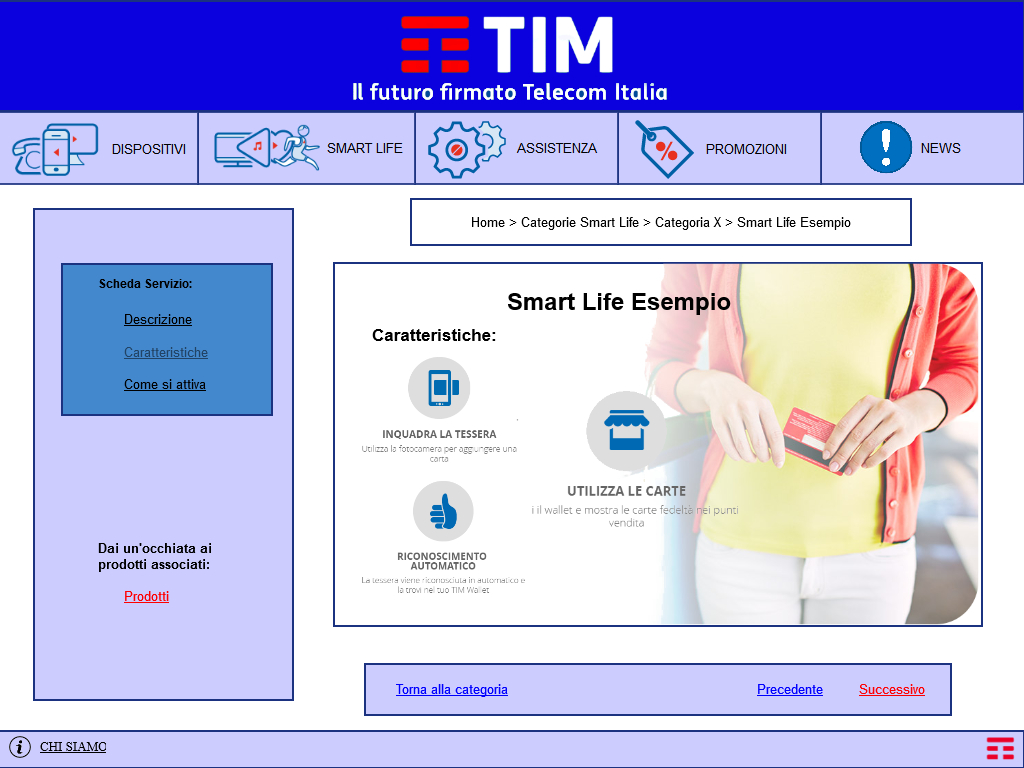 TIM
Il futuro firmato Telecom Italia
DISPOSITIVI
SMART LIFE
ASSISTENZA
PROMOZIONI
NEWS
Home > Categorie Smart Life > Categoria X > Smart Life Esempio
Scheda Servizio:
Descrizione
Caratteristiche
Come si attiva
Dai un'occhiata ai
prodotti associati:
Prodotti
Smart Life Esempio
Caratteristiche:
INQUADRA LA TESSERA
Utilizza la fotocamera per aggiungere una
carta
RICONOSCIMENTO
AUTOMATICO
La tessera viene riconosciuta in automatico e
la trovi nel tuo TIM Wallet
UTILIZZA LE CARTE
i il wallet e mostra le carte fedeltà nei punti
vendita
Torna alla categoria
Precedente
Successivo
CHI SIAMO